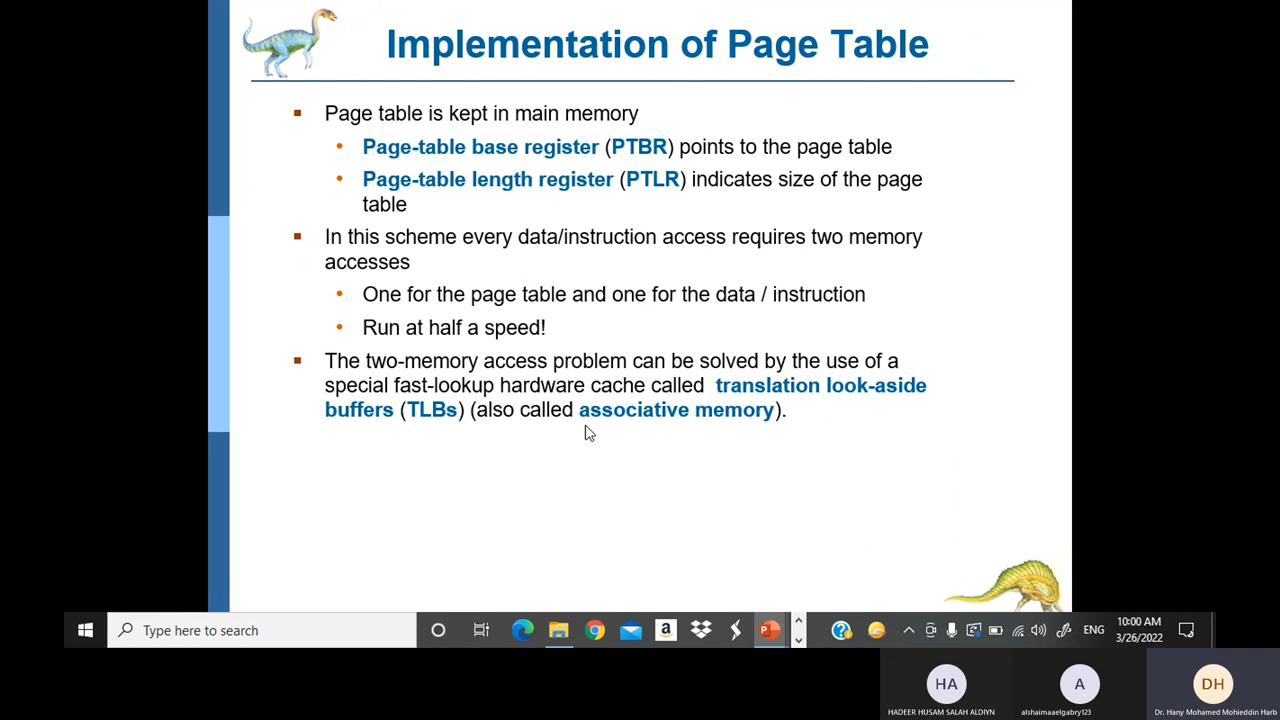 Implementation of Page Table
▪ Page table is kept in main memory
• Page-table base register (PTBR) points to the page table
• Page-table length register (PTLR) indicates size of the page
table
▪ In this scheme every data/instruction access requires two memory
accesses
• One for the page table and one for the data / instruction
• Run at half a speed!
▪ The two-memory access problem can be solved by the use of a
special fast-lookup hardware cache called translation look-aside
buffers (TLBs) (also called associative memory).
Type here to search
ENG
10:00 AM
3/26/2022
HA
A
DH
HADEER HUSAM SALAH ALDIYN
alshaimaaelgabry123
Dr. Hany Mohamed Mohieddin Harb